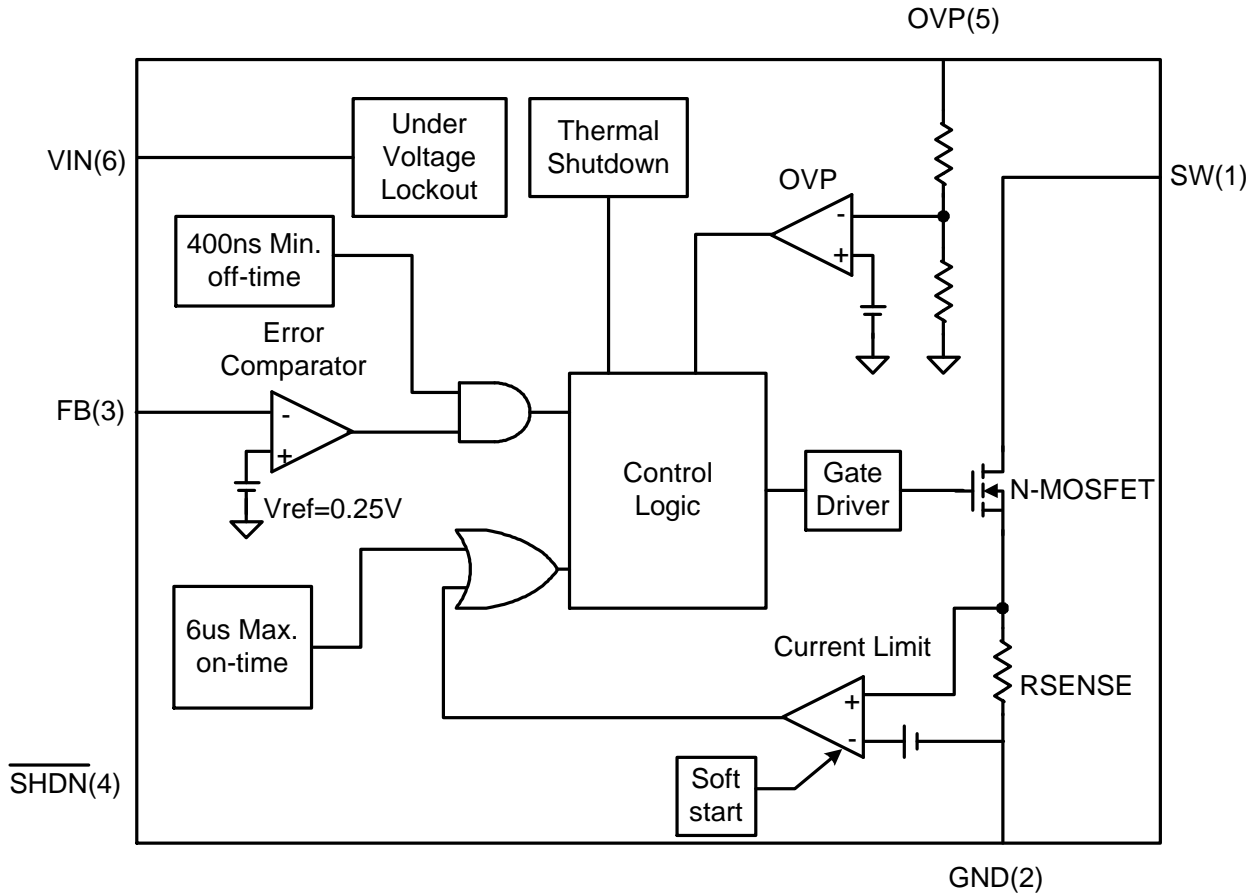 OVP(5)
Under
Voltage
Lockout
Thermal
Shutdown
VIN(6)
OVP
SW(1)
-
+
400ns Min.
off-time
Error
Comparator
FB(3)
-
+
Vref=0.25V
Control
Logic
Gate
Driver
N-MOSFET
6us Max.
on-time
Current Limit
RSENSE
+
-
SHDN(4)
Soft
start
GND(2)